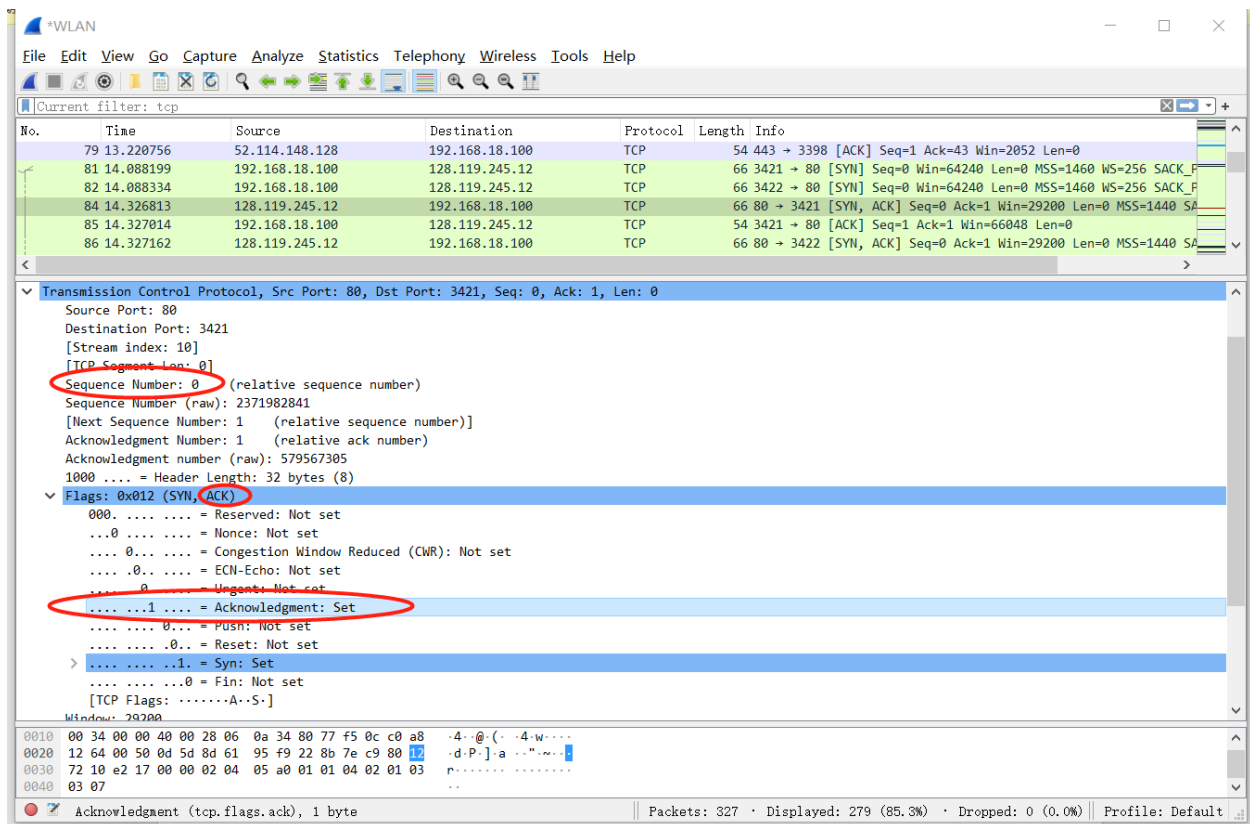 *WLAN
File Edit View Go Capture Analyze Statistics Telephony Wireless Tools Help
Current filter: tcp
No. Time Source Destination Protocol Length Info
79 13.220756 52.114.148.128 192.168.18.100 TCP 54 443 → 3398 [ACK] Seq=1 Ack=43 Win=2052 Len=0
81 14.088199 192.168.18.100 128.119.245.12 TCP 66 3421 → 80 [SYN] Seq=0 Win=64240 Len=0 MSS=1460 WS=256 SACK_P
82 14.088334 192.168.18.100 128.119.245.12 TCP 66 3422 → 80 [SYN] Seq=0 Win=64240 Len=0 MSS=1460 WS=256 SACK_P
84 14.326813 128.119.245.12 192.168.18.100 TCP 66 80 → 3421 [SYN, ACK] Seq=0 Ack=1 Win=29200 Len=0 MSS=1440 SA
85 14.327014 192.168.18.100 128.119.245.12 TCP 54 3421 → 80 [ACK] Seq=1 Ack=1 Win=66048 Len=0
86 14.327162 128.119.245.12 192.168.18.100 TCP 66 80 → 3422 [SYN, ACK] Seq=0 Ack=1 Win=29200 Len=0 MSS=1440 SA
Transmission Control Protocol, Src Port: 80, Dst Port: 3421, Seq: 0, Ack: 1, Len: 0
Source Port: 80
Destination Port: 3421
[Stream index: 10]
[TCP Segment Len: 0]
Sequence Number: 0 (relative sequence number)
Sequence Number (raw): 2371982841
[Next Sequence Number: 1 (relative sequence number)]
Acknowledgment Number: 1 (relative ack number)
Acknowledgment number (raw): 579567305
1000 .... = Header Length: 32 bytes (8)
Flags: 0x012 (SYN, ACK)
000. .... .... = Reserved: Not set
...0 .... .... = Nonce: Not set
.... 0... .... = Congestion Window Reduced (CWR): Not set
.... .0.. .... = ECN-Echo: Not set
.... ..0. .... = Urgent: Not set
.... ...1 .... = Acknowledgment: Set
.... .... 0... = Push: Not set
.... .... .0.. = Reset: Not set
.... .... ..1. = Syn: Set
.... .... ...0 = Fin: Not set
[TCP Flags: ·······A··S·]
Window: 29200
0010 00 34 00 00 40 00 28 06 0a 34 80 77 f5 0c c0 a8 ·4··@·(· ·4·w····
0020 12 64 00 50 0d 5d 8d 61 95 f9 22 8b 7e c9 80 12 ·d·P·]·a ··"·~···
0030 72 10 e2 17 00 00 02 04 05 a0 01 01 04 02 01 03 r······· ········
0040 03 07 ··
Acknowledgment (tcp.flags.ack), 1 byte Packets: 327 · Displayed: 279 (85.3%) · Dropped: 0 (0.0%) Profile: Default